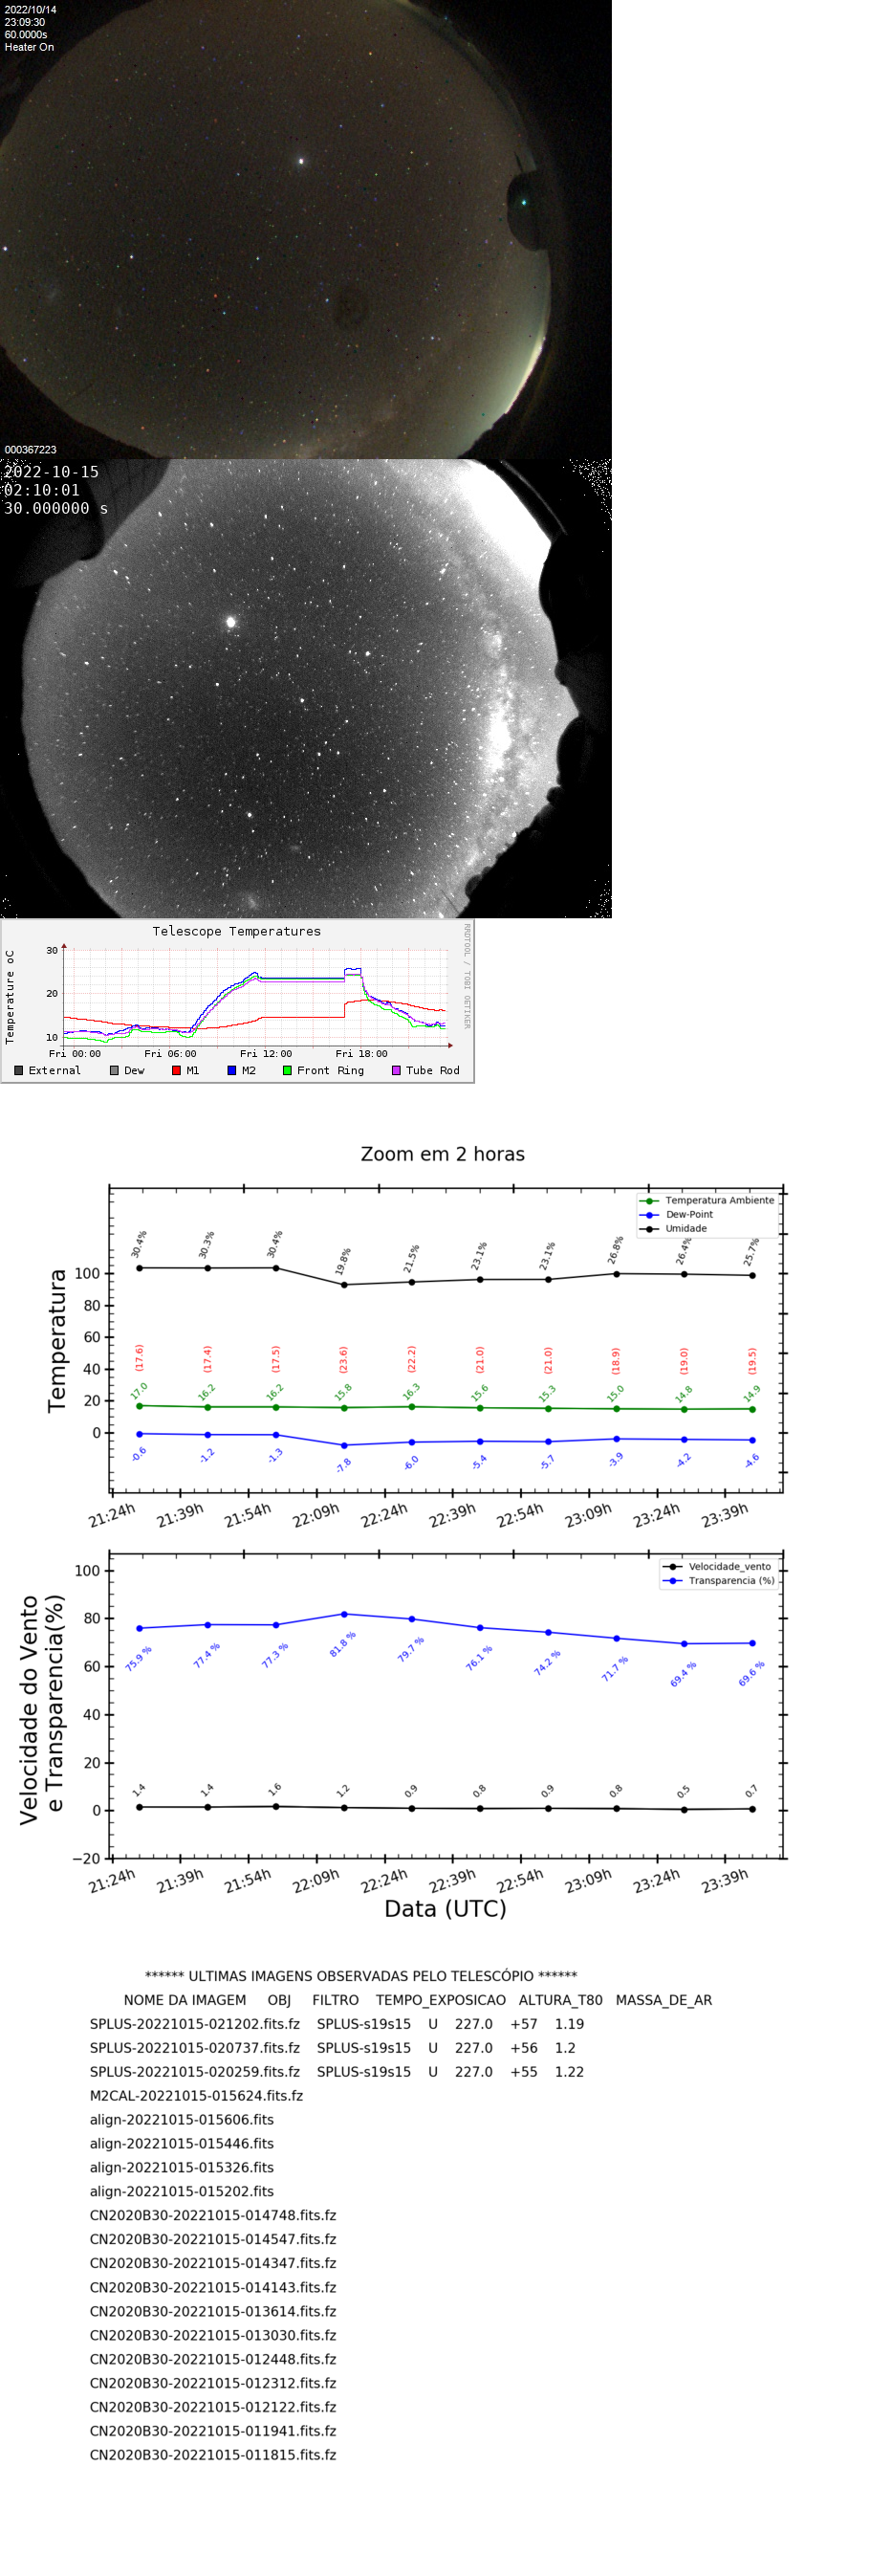 2022/10/14
23:09:30
60.0000s
Heater On
000367223
2022-10-15
02:10:01
30.000000 s
Telescope Temperatures
RRDTOOL / TOBI OETIKER
Temperature oC
30
20
10
Fri 00:00 Fri 06:00 Fri 12:00 Fri 18:00
External Dew M1 M2 Front Ring Tube Rod
Zoom em 2 horas
Temperatura Ambiente
Dew-Point
Umidade
30.4% 30.3% 30.4% 19.8% 21.5% 23.1% 23.1% 26.8% 26.4% 25.7%
Temperatura
100
80
60
40
20
0
(17.6) (17.4) (17.5) (23.6) (22.2) (21.0) (21.0) (18.9) (19.0) (19.5)
17.0 16.2 16.2 15.8 16.3 15.6 15.3 15.0 14.8 14.9
-0.6 -1.2 -1.3 -7.8 -6.0 -5.4 -5.7 -3.9 -4.2 -4.6
21:24h 21:39h 21:54h 22:09h 22:24h 22:39h 22:54h 23:09h 23:24h 23:39h
Velocidade_vento
Transparencia (%)
Velocidade do Vento
e Transparencia(%)
100
80
60
40
20
0
−20
75.9 % 77.4 % 77.3 % 81.8 % 79.7 % 76.1 % 74.2 % 71.7 % 69.4 % 69.6 %
1.4 1.4 1.6 1.2 0.9 0.8 0.9 0.8 0.5 0.7
21:24h 21:39h 21:54h 22:09h 22:24h 22:39h 22:54h 23:09h 23:24h 23:39h
Data (UTC)
****** ULTIMAS IMAGENS OBSERVADAS PELO TELESCÓPIO ******
NOME DA IMAGEM OBJ FILTRO TEMPO_EXPOSICAO ALTURA_T80 MASSA_DE_AR
SPLUS-20221015-021202.fits.fz SPLUS-s19s15 U 227.0 +57 1.19
SPLUS-20221015-020737.fits.fz SPLUS-s19s15 U 227.0 +56 1.2
SPLUS-20221015-020259.fits.fz SPLUS-s19s15 U 227.0 +55 1.22
M2CAL-20221015-015624.fits.fz
align-20221015-015606.fits
align-20221015-015446.fits
align-20221015-015326.fits
align-20221015-015202.fits
CN2020B30-20221015-014748.fits.fz
CN2020B30-20221015-014547.fits.fz
CN2020B30-20221015-014347.fits.fz
CN2020B30-20221015-014143.fits.fz
CN2020B30-20221015-013614.fits.fz
CN2020B30-20221015-013030.fits.fz
CN2020B30-20221015-012448.fits.fz
CN2020B30-20221015-012312.fits.fz
CN2020B30-20221015-012122.fits.fz
CN2020B30-20221015-011941.fits.fz
CN2020B30-20221015-011815.fits.fz